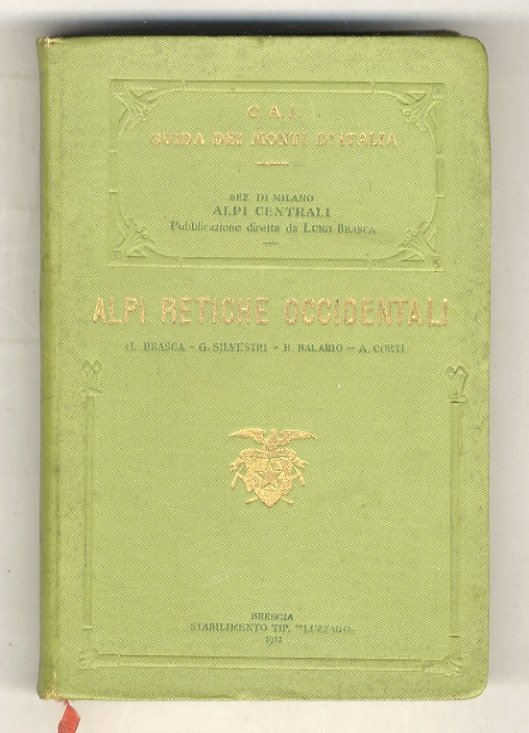 C. A. I.
GUIDA DEI MONTI D'ITALIA
SEZ. DI MILANO
ALPI CENTRALI
Pubblicazione diretta da LUIGI BRASCA
ALPI RETICHE OCCIDENTALI
(L. BRASCA - G. SILVESTRI - R. BALABIO - A. CORTI
BRESCIA
STABILIMENTO TIP. "LUZZAGO
1911